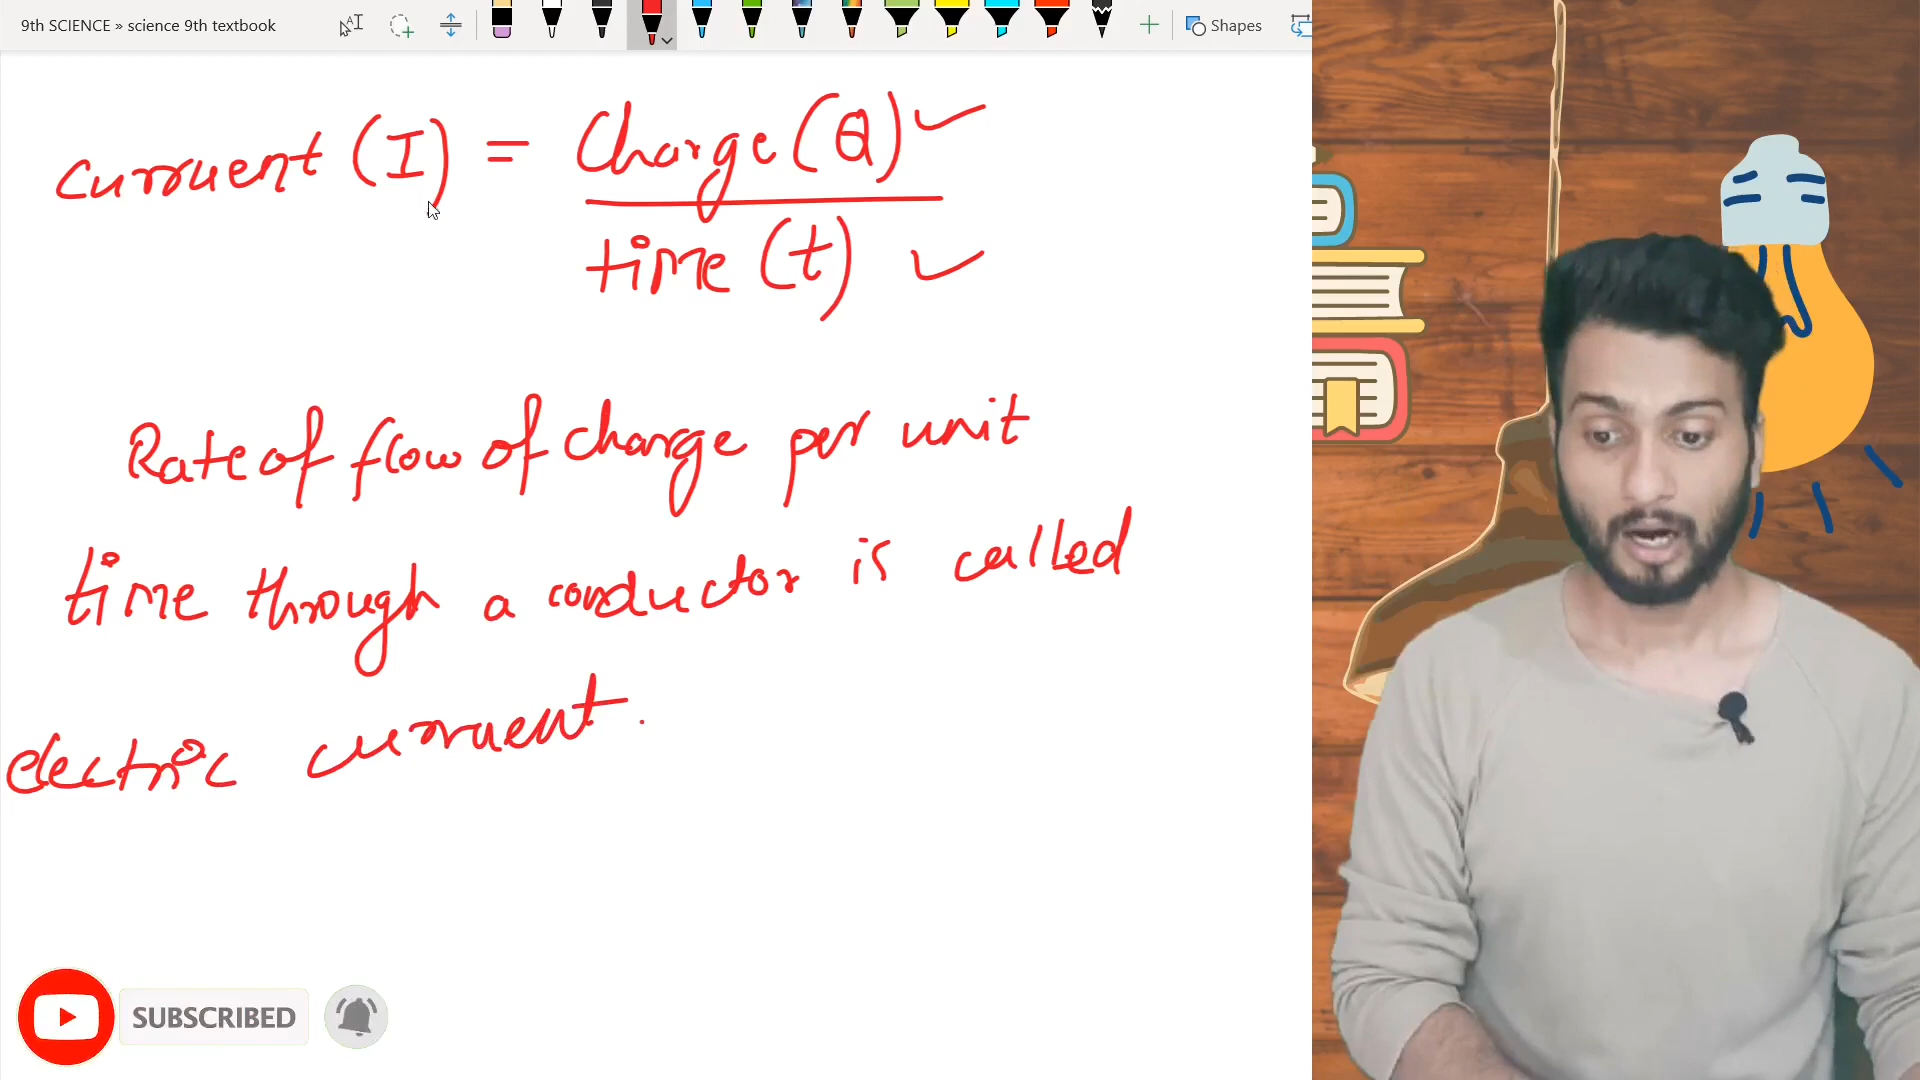 9th SCIENCE » science 9th textbook
Shapes
current (I) = Charge (Q)
time (t)
Rate of flow of charge per unit
time through a conductor is called
electric current.
SUBSCRIBED